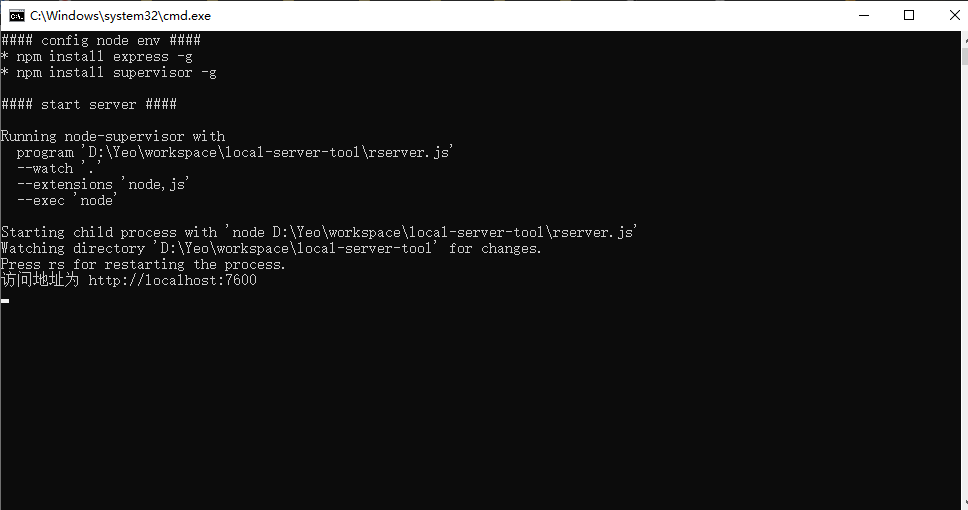 C:\Windows\system32\cmd.exe
#### config node env ####
* npm install express -g
* npm install supervisor -g
#### start server ####
Running node-supervisor with
program 'D:\Yeo\workspace\local-server-tool\rserver.js'
--watch '.'
--extensions 'node,js'
--exec 'node'
Starting child process with 'node D:\Yeo\workspace\local-server-tool\rserver.js'
Watching directory 'D:\Yeo\workspace\local-server-tool' for changes.
Press rs for restarting the process.
访问地址为 http://localhost:7600